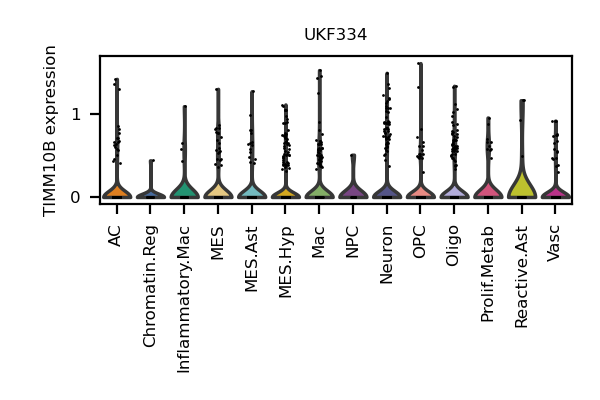 UKF334
TIMM10B expression
1
0
AC
Chromatin.Reg
Inflammatory.Mac
MES
MES.Ast
MES.Hyp
Mac
NPC
Neuron
OPC
Oligo
Prolif.Metab
Reactive.Ast
Vasc